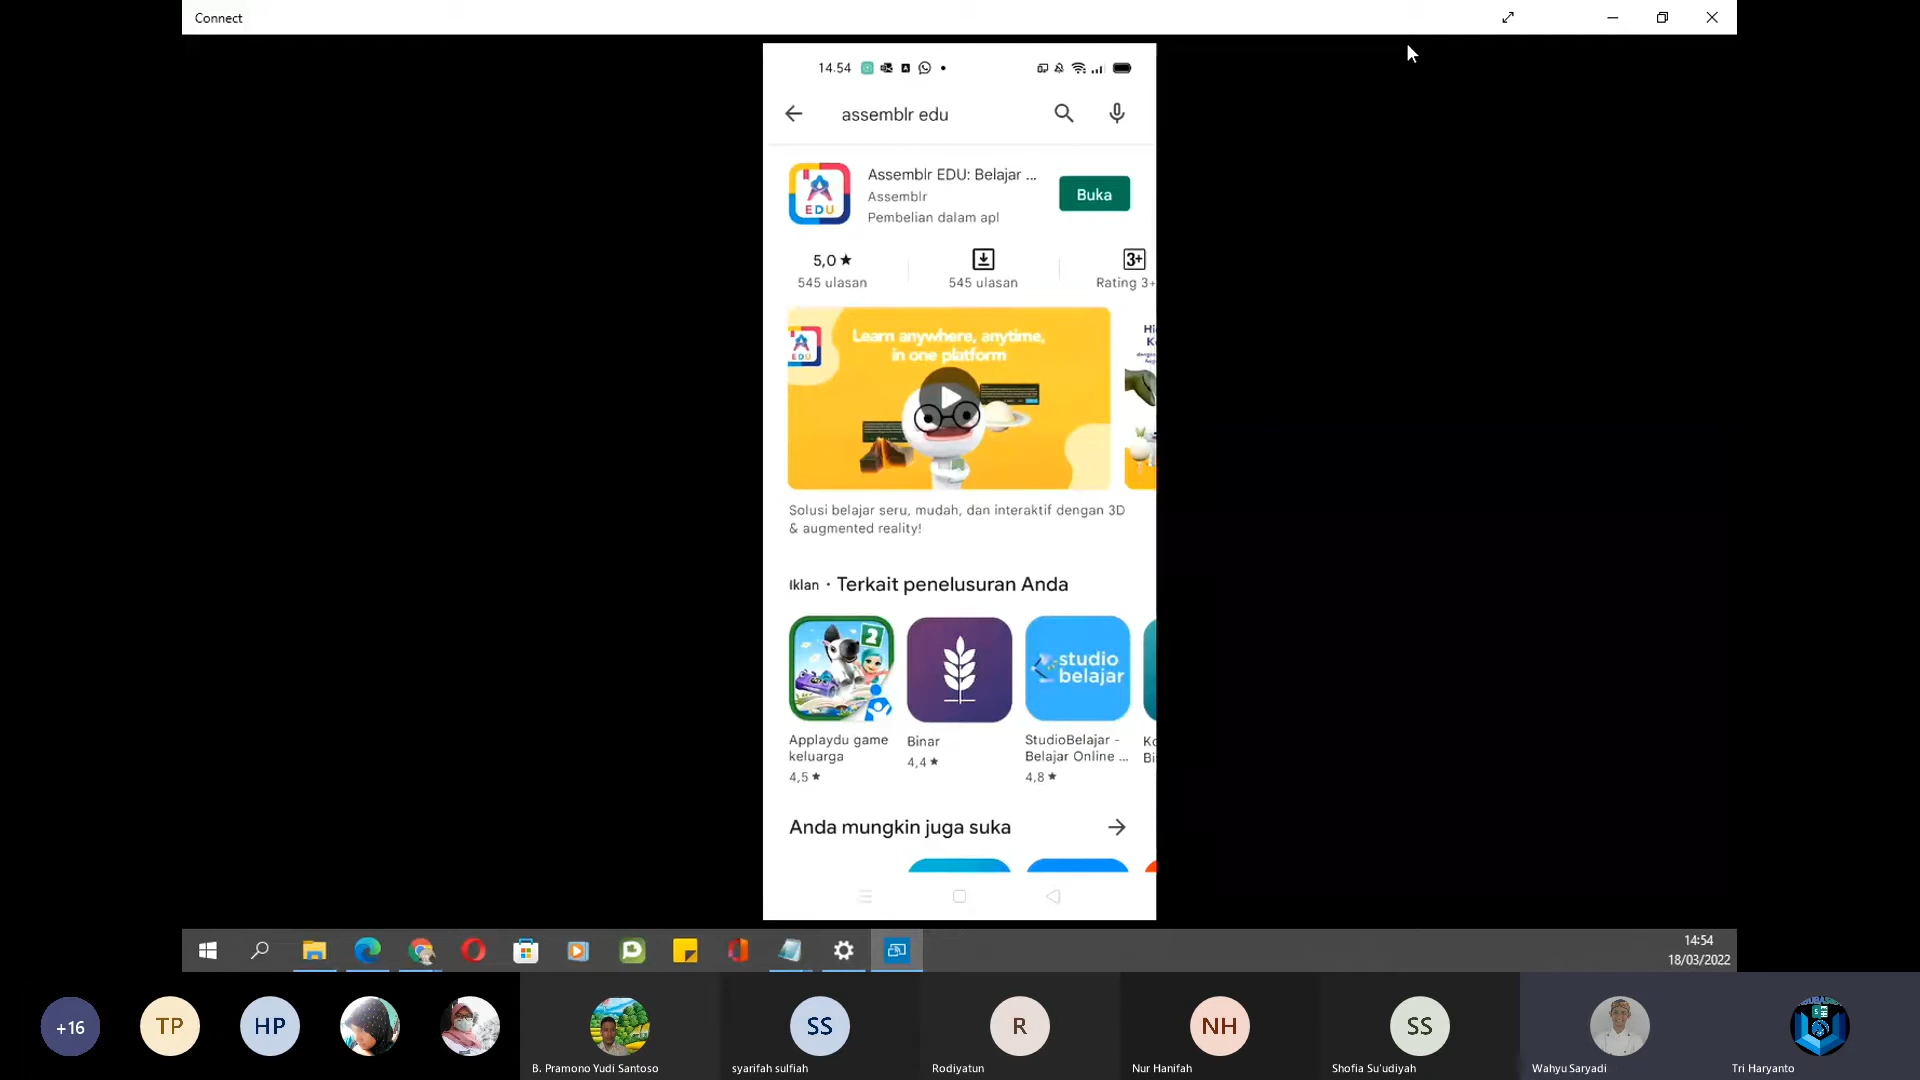 Connect
14.54
assemblr edu
Assemblr EDU: Belajar ...
Assemblr
Pembelian dalam apl
Buka
EDU
5,0 ★
545 ulasan
545 ulasan
3+
Rating 3+
Learn anywhere, anytime,
in one platform
EDU
Solusi belajar seru, mudah, dan interaktif dengan 3D
& augmented reality!
Iklan · Terkait penelusuran Anda
2
studio
belajar
Applaydu game
keluarga
4,5 ★
Binar
4,4 ★
StudioBelajar -
Belajar Online ...
4,8 ★
Anda mungkin juga suka
14:54
18/03/2022
+16
TP
HP
SS
R
NH
SS
B. Pramono Yudi Santoso
syarifah sulfiah
Rodiyatun
Nur Hanifah
Shofia Su'udiyah
Wahyu Saryadi
Tri Haryanto